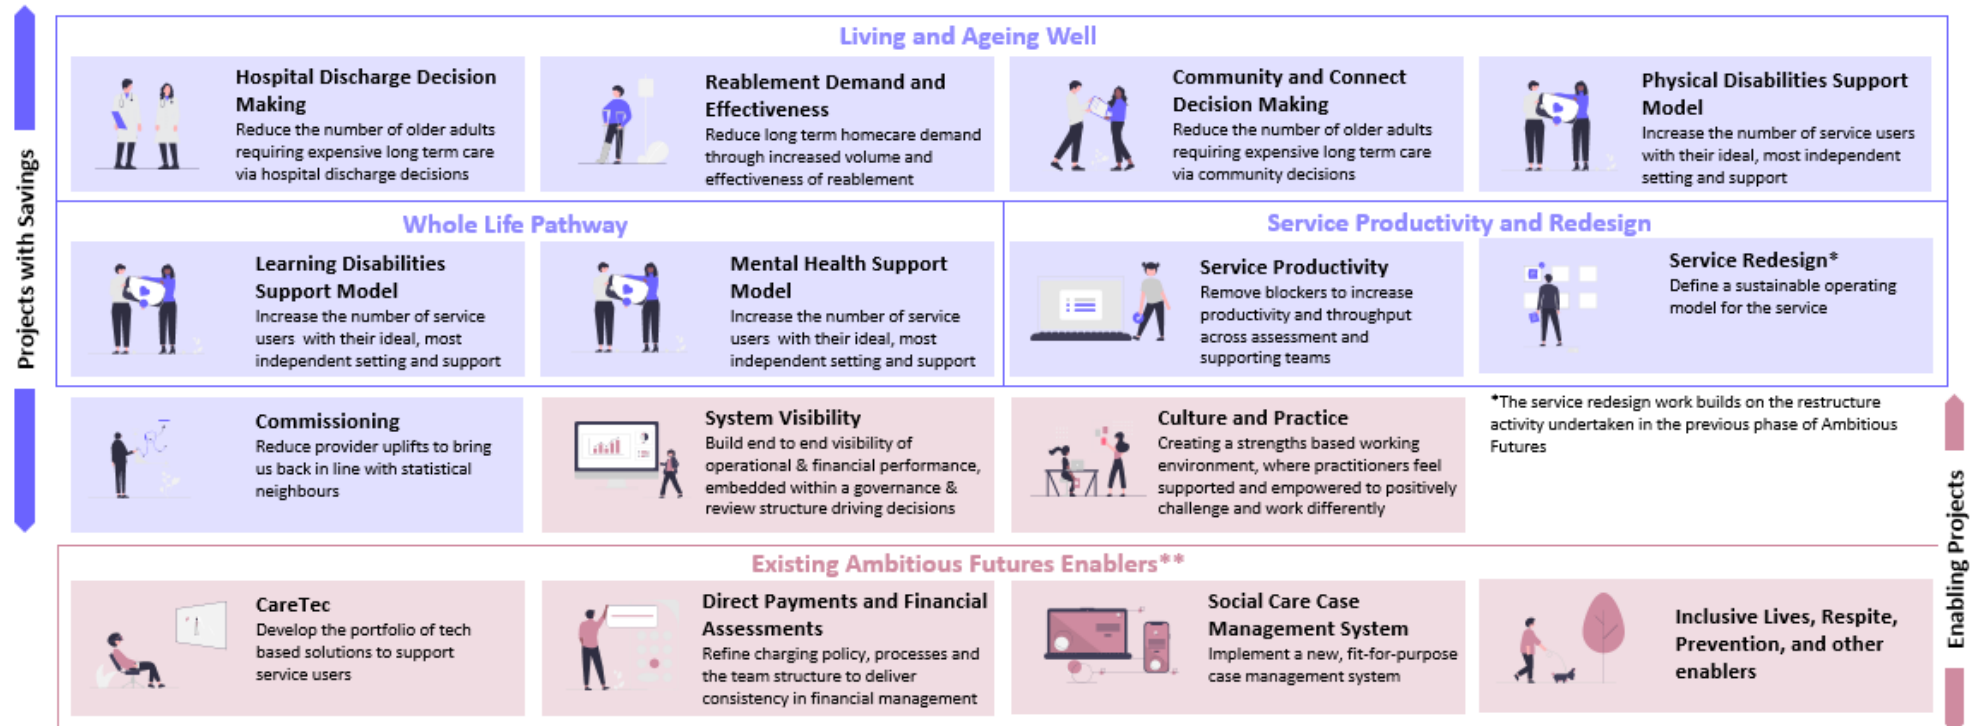 Projects with Savings
Living and Ageing Well
Hospital Discharge Decision
Making
Reduce the number of older adults
requiring expensive long term care
via hospital discharge decisions
Reablement Demand and
Effectiveness
Reduce long term homecare demand
through increased volume and
effectiveness of reablement
Community and Connect
Decision Making
Reduce the number of older adults
requiring expensive long term care
via community decisions
Physical Disabilities Support
Model
Increase the number of service users
with their ideal, most independent
setting and support
Whole Life Pathway
Learning Disabilities
Support Model
Increase the number of service
users with their ideal, most
independent setting and support
Mental Health Support
Model
Increase the number of service
users with their ideal, most
independent setting and support
Service Productivity and Redesign
Service Productivity
Remove blockers to increase
productivity and throughput
across assessment and
supporting teams
Service Redesign*
Define a sustainable operating
model for the service
Commissioning
Reduce provider uplifts to bring
us back in line with statistical
neighbours
System Visibility
Build end to end visibility of
operational & financial performance,
embedded within a governance &
review structure driving decisions
Culture and Practice
Creating a strengths based working
environment, where practitioners feel
supported and empowered to positively
challenge and work differently
*The service redesign work builds on the restructure
activity undertaken in the previous phase of Ambitious
Futures
Enabling Projects
Existing Ambitious Futures Enablers**
CareTec
Develop the portfolio of tech
based solutions to support
service users
Direct Payments and Financial
Assessments
Refine charging policy, processes and
the team structure to deliver
consistency in financial management
Social Care Case
Management System
Implement a new, fit-for-purpose
case management system
Inclusive Lives, Respite,
Prevention, and other
enablers